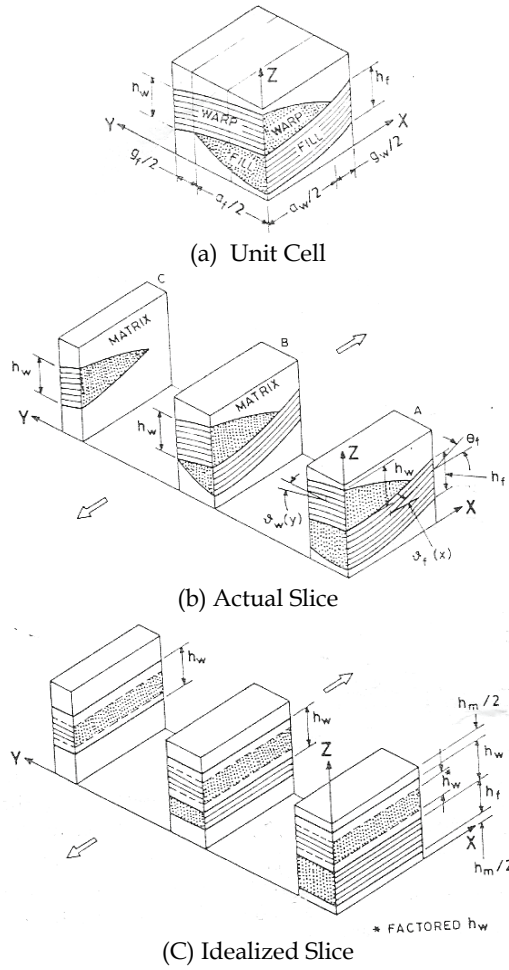 Z
h_w
h_f
WARP
WARP
FILL
FILL
Y
X
g_f/2
a_f/2
a_w/2
g_w/2
(a) Unit Cell
C
MATRIX
h_w
B
MATRIX
h_w
Y
A
Z
h_w
θ_f
h_f
X
ϑ_w(y)
ϑ_f(x)
(b) Actual Slice
h_w
h_w
Y
Z
h_m/2
h_w
*
h_w
h_f
X
h_m/2
* FACTORED h_w
(C) Idealized Slice